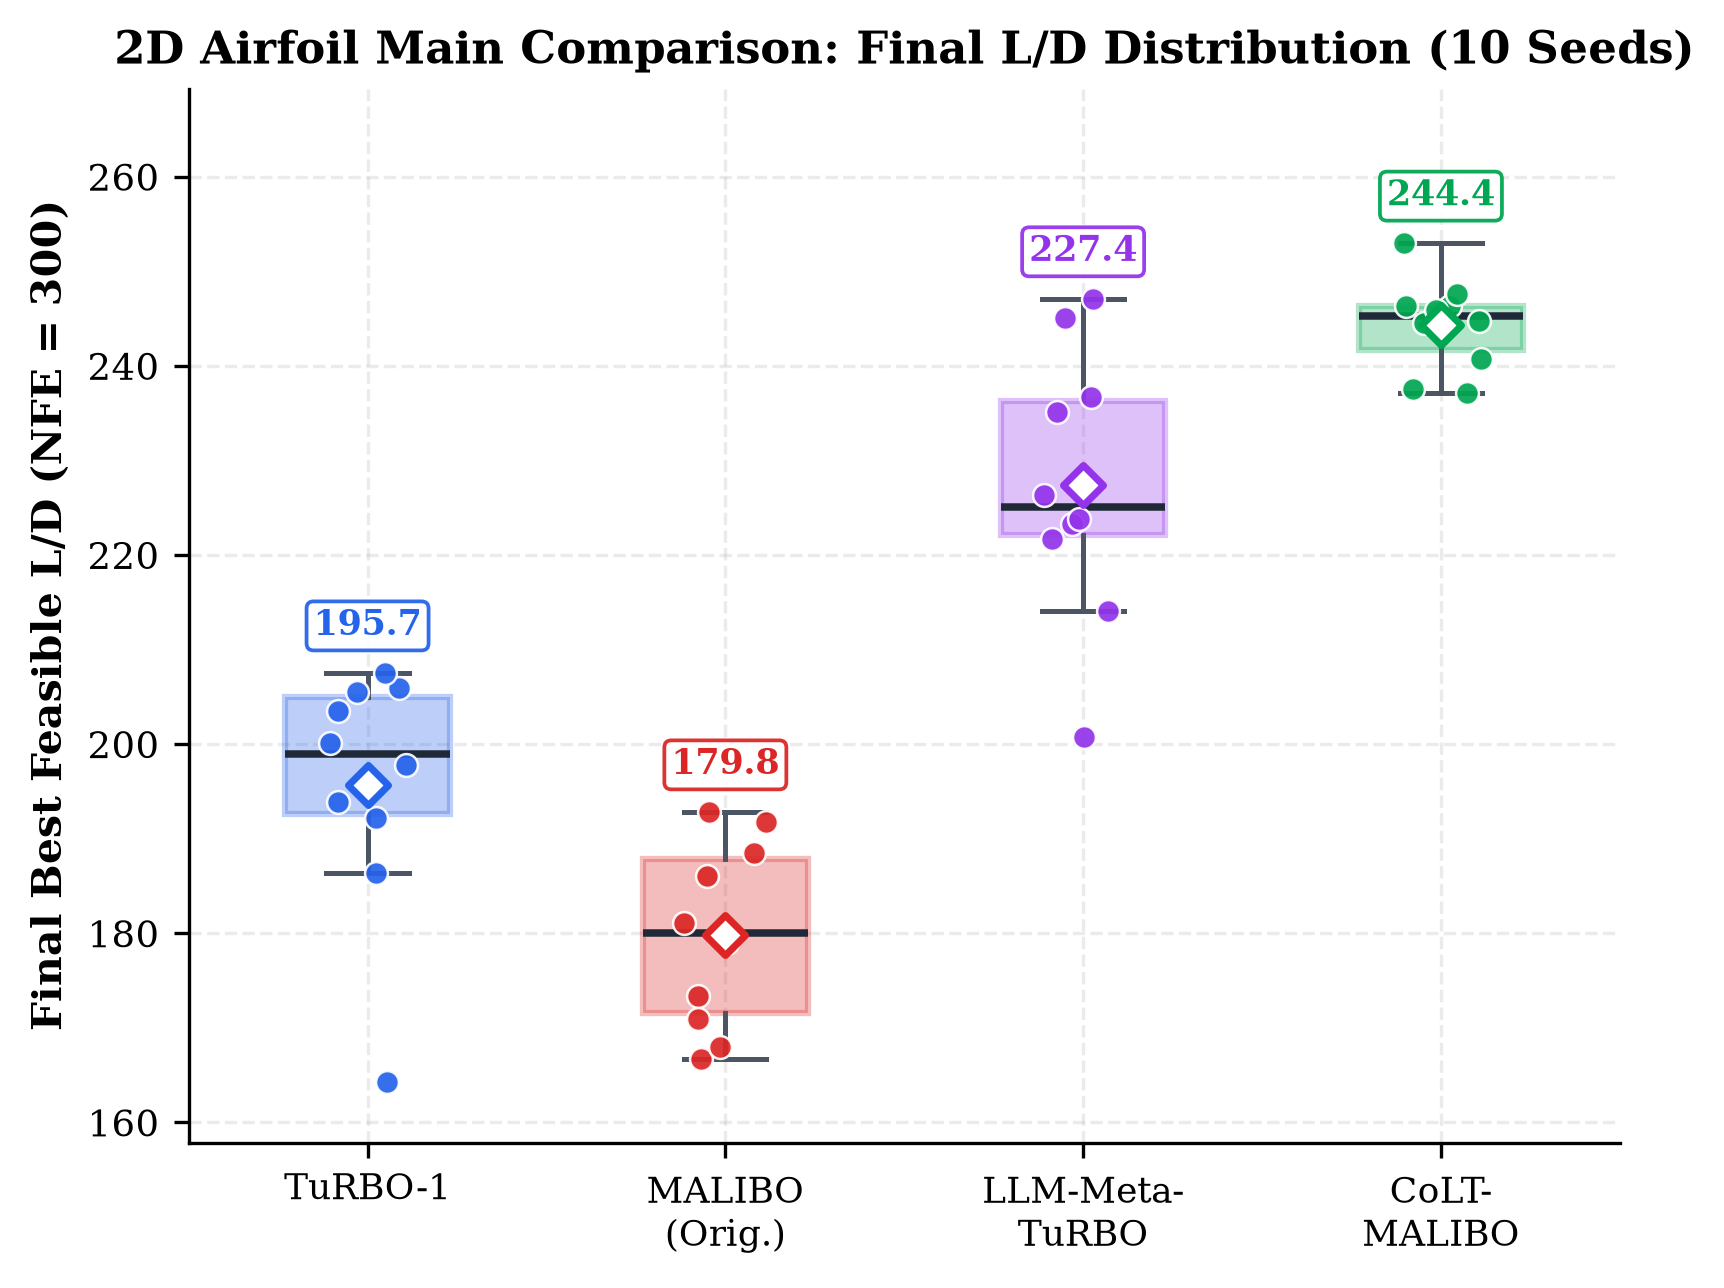 2D Airfoil Main Comparison: Final L/D Distribution (10 Seeds)
Final Best Feasible L/D (NFE = 300)
260
240
220
200
180
160
195.7
179.8
227.4
244.4
TuRBO-1
MALIBO
(Orig.)
LLM-Meta-
TuRBO
CoLT-
MALIBO